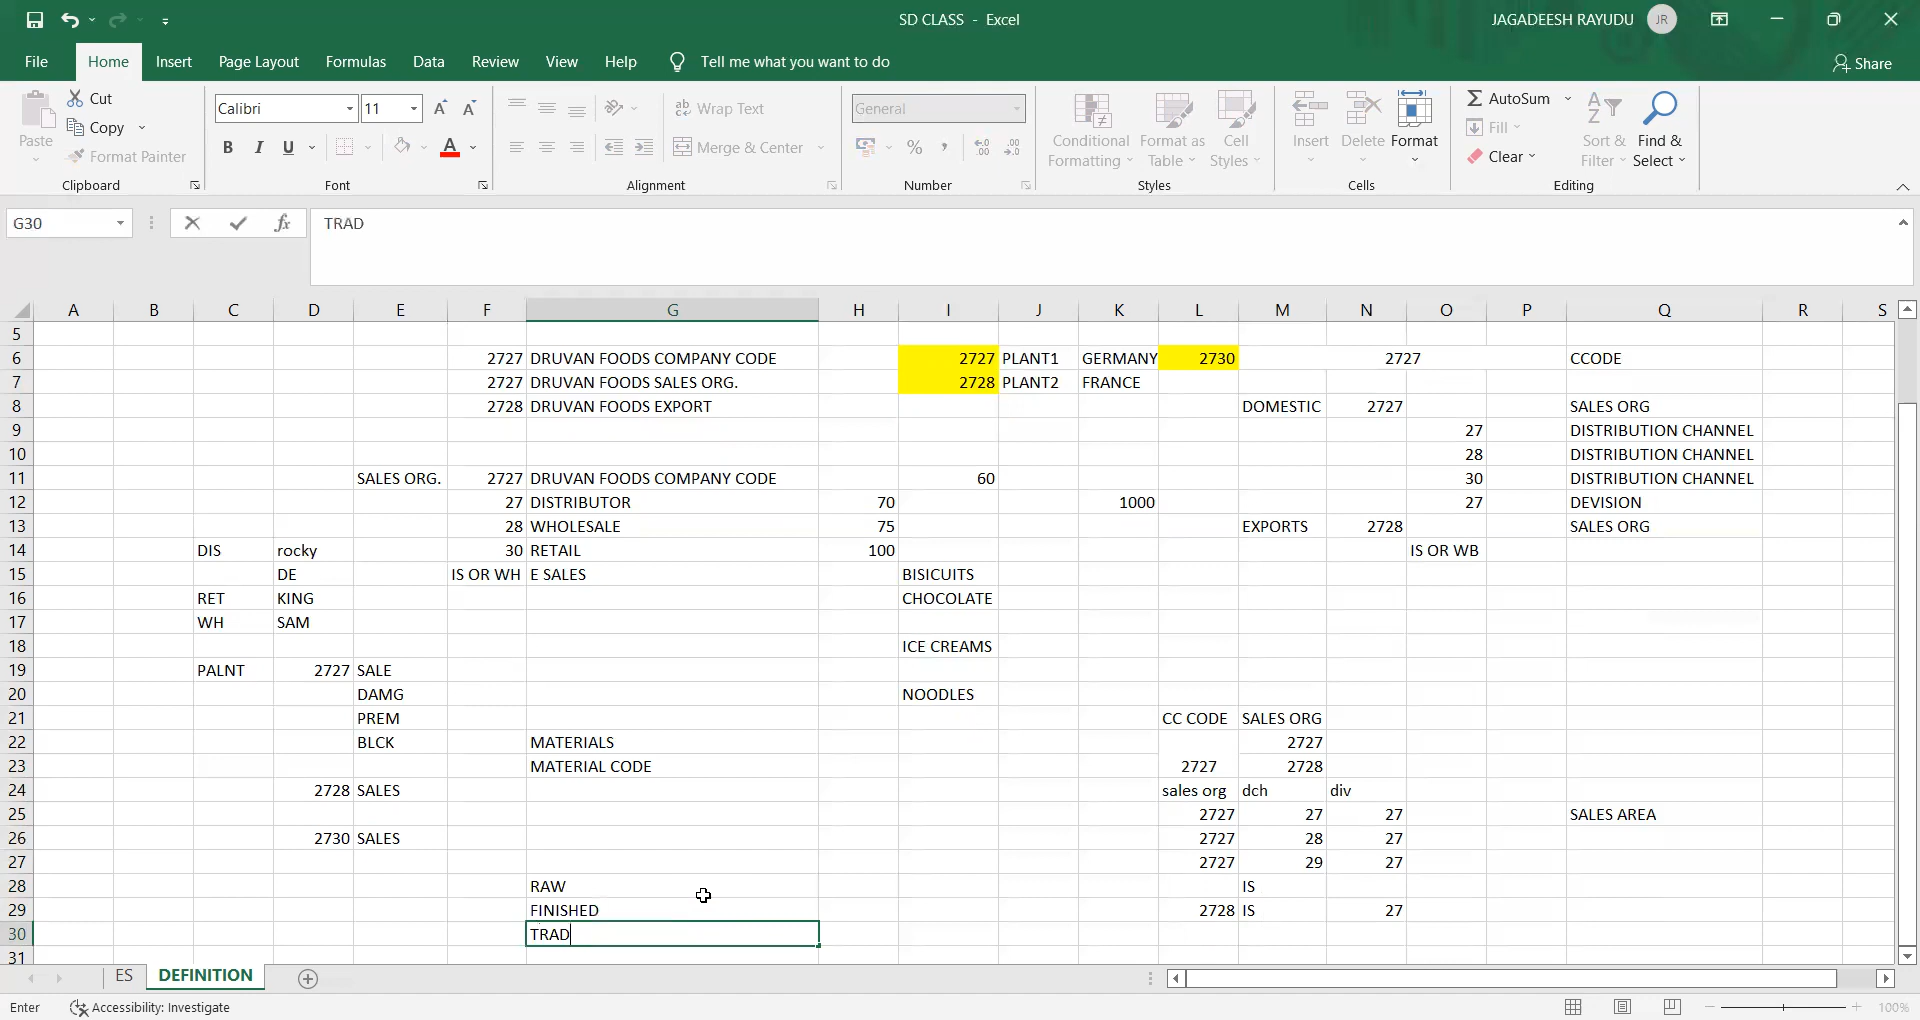 SD CLASS - Excel
JAGADEESH RAYUDU JR
File Home Insert Page Layout Formulas Data Review View Help Tell me what you want to do Share
Paste
Cut
Copy
Format Painter
Clipboard
Calibri 11
B I U A
Font
ab Wrap Text
Merge & Center
Alignment
General
% ,
Number
Conditional Formatting
Format as Table
Cell Styles
Styles
Insert Delete Format
Cells
AutoSum
Fill
Clear
Sort & Filter
Find & Select
Editing
G30 fx TRAD
A B C D E F G H I J K L M N O P Q R S
5
6 2727 DRUVAN FOODS COMPANY CODE 2727 PLANT1 GERMANY 2730 2727 CCODE
7 2727 DRUVAN FOODS SALES ORG. 2728 PLANT2 FRANCE
8 2728 DRUVAN FOODS EXPORT DOMESTIC 2727 SALES ORG
9 27 DISTRIBUTION CHANNEL
10 28 DISTRIBUTION CHANNEL
11 SALES ORG. 2727 DRUVAN FOODS COMPANY CODE 60 30 DISTRIBUTION CHANNEL
12 27 DISTRIBUTOR 70 1000 27 DEVISION
13 28 WHOLESALE 75 EXPORTS 2728 SALES ORG
14 DIS rocky 30 RETAIL 100 IS OR WB
15 DE IS OR WH E SALES BISICUITS
16 RET KING CHOCOLATE
17 WH SAM
18 ICE CREAMS
19 PALNT 2727 SALE
20 DAMG NOODLES
21 PREM CC CODE SALES ORG
22 BLCK MATERIALS 2727
23 MATERIAL CODE 2727 2728
24 2728 SALES sales org dch div
25 2727 27 27 SALES AREA
26 2730 SALES 2727 28 27
27 2727 29 27
28 RAW IS
29 FINISHED 2728 IS 27
30 TRAD
31
ES DEFINITION
Enter Accessibility: Investigate 100%